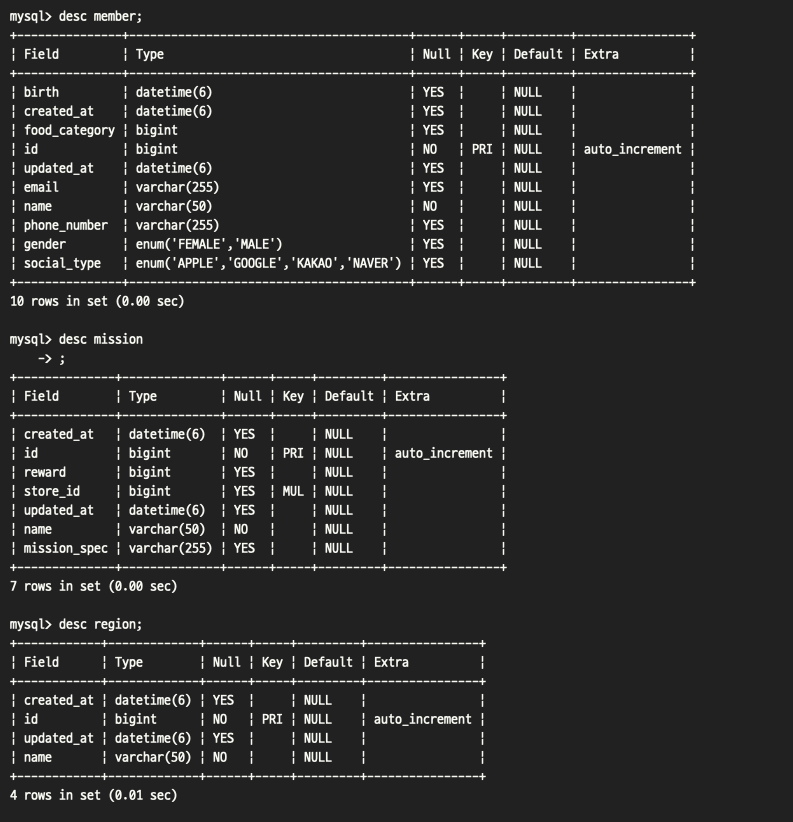 mysql> desc member;
+---------------+----------------------------------------+------+-----+---------+----------------+
| Field         | Type                                   | Null | Key | Default | Extra          |
+---------------+----------------------------------------+------+-----+---------+----------------+
| birth         | datetime(6)                            | YES  |     | NULL    |                |
| created_at    | datetime(6)                            | YES  |     | NULL    |                |
| food_category | bigint                                 | YES  |     | NULL    |                |
| id            | bigint                                 | NO   | PRI | NULL    | auto_increment |
| updated_at    | datetime(6)                            | YES  |     | NULL    |                |
| email         | varchar(255)                           | YES  |     | NULL    |                |
| name          | varchar(50)                            | NO   |     | NULL    |                |
| phone_number  | varchar(255)                           | YES  |     | NULL    |                |
| gender        | enum('FEMALE','MALE')                  | YES  |     | NULL    |                |
| social_type   | enum('APPLE','GOOGLE','KAKAO','NAVER') | YES  |     | NULL    |                |
+---------------+----------------------------------------+------+-----+---------+----------------+
10 rows in set (0.00 sec)
mysql> desc mission
    -> ;
+--------------+--------------+------+-----+---------+----------------+
| Field        | Type         | Null | Key | Default | Extra          |
+--------------+--------------+------+-----+---------+----------------+
| created_at   | datetime(6)  | YES  |     | NULL    |                |
| id           | bigint       | NO   | PRI | NULL    | auto_increment |
| reward       | bigint       | YES  |     | NULL    |                |
| store_id     | bigint       | YES  | MUL | NULL    |                |
| updated_at   | datetime(6)  | YES  |     | NULL    |                |
| name         | varchar(50)  | NO   |     | NULL    |                |
| mission_spec | varchar(255) | YES  |     | NULL    |                |
+--------------+--------------+------+-----+---------+----------------+
7 rows in set (0.00 sec)
mysql> desc region;
+------------+-------------+------+-----+---------+----------------+
| Field      | Type        | Null | Key | Default | Extra          |
+------------+-------------+------+-----+---------+----------------+
| created_at | datetime(6) | YES  |     | NULL    |                |
| id         | bigint      | NO   | PRI | NULL    | auto_increment |
| updated_at | datetime(6) | YES  |     | NULL    |                |
| name       | varchar(50) | NO   |     | NULL    |                |
+------------+-------------+------+-----+---------+----------------+
4 rows in set (0.01 sec)